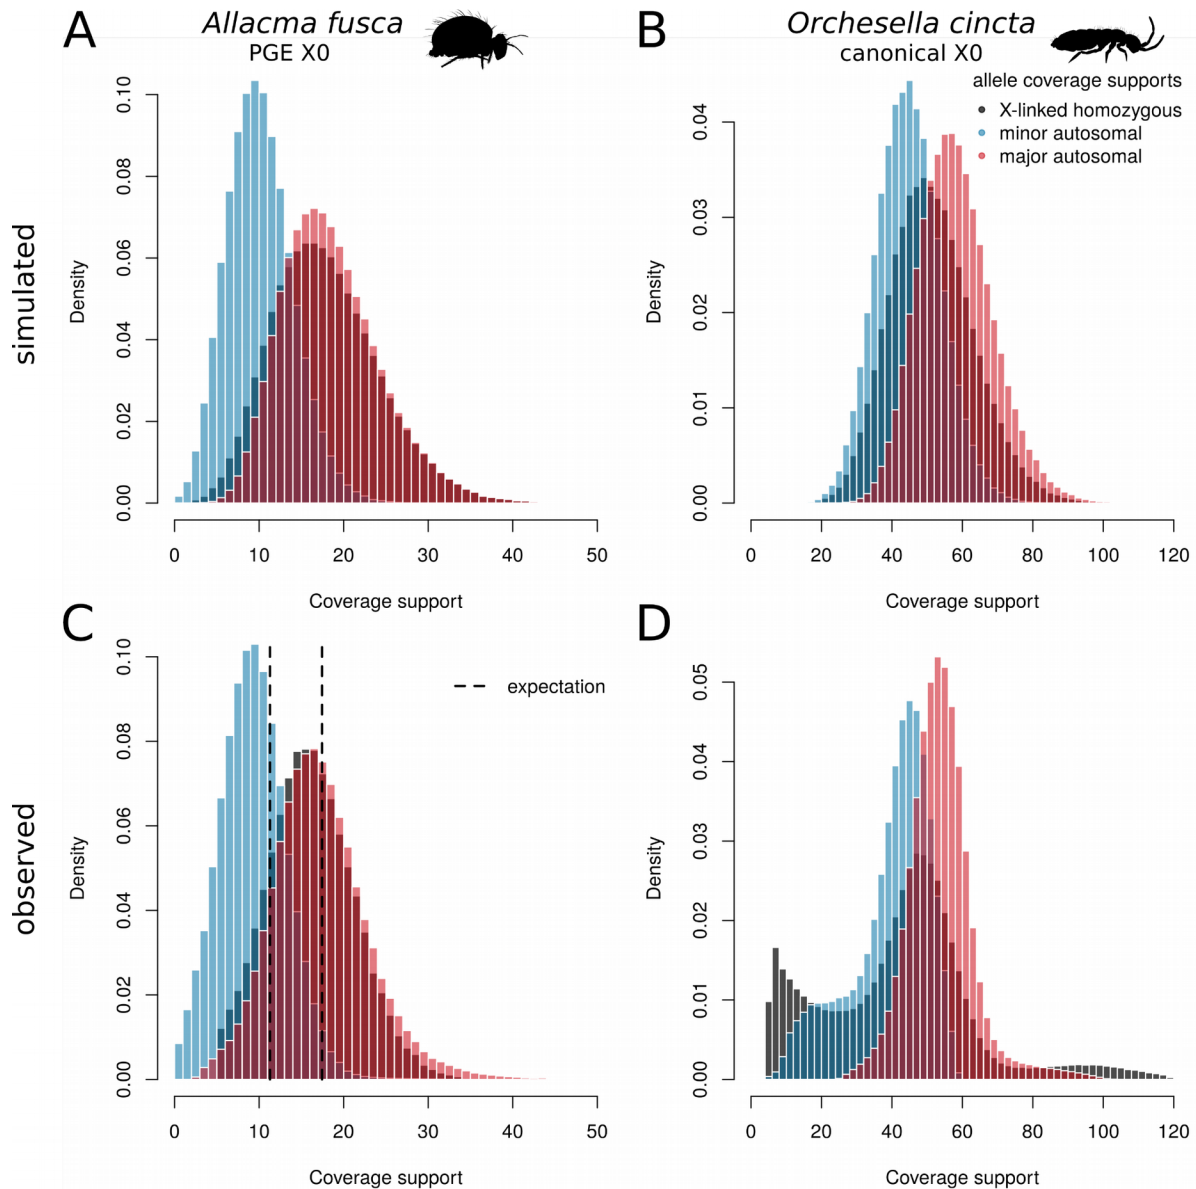 A
Allacma fusca
PGE X0
B
Orchesella cincta
canonical X0
allele coverage supports
X-linked homozygous
minor autosomal
major autosomal
simulated
Density
0.00 0.02 0.04 0.06 0.08 0.10
0 10 20 30 40 50
Coverage support
Density
0.00 0.01 0.02 0.03 0.04
0 20 40 60 80 100 120
Coverage support
C
expectation
observed
Density
0.00 0.02 0.04 0.06 0.08 0.10
0 10 20 30 40 50
Coverage support
D
Density
0.00 0.01 0.02 0.03 0.04 0.05
0 20 40 60 80 100 120
Coverage support